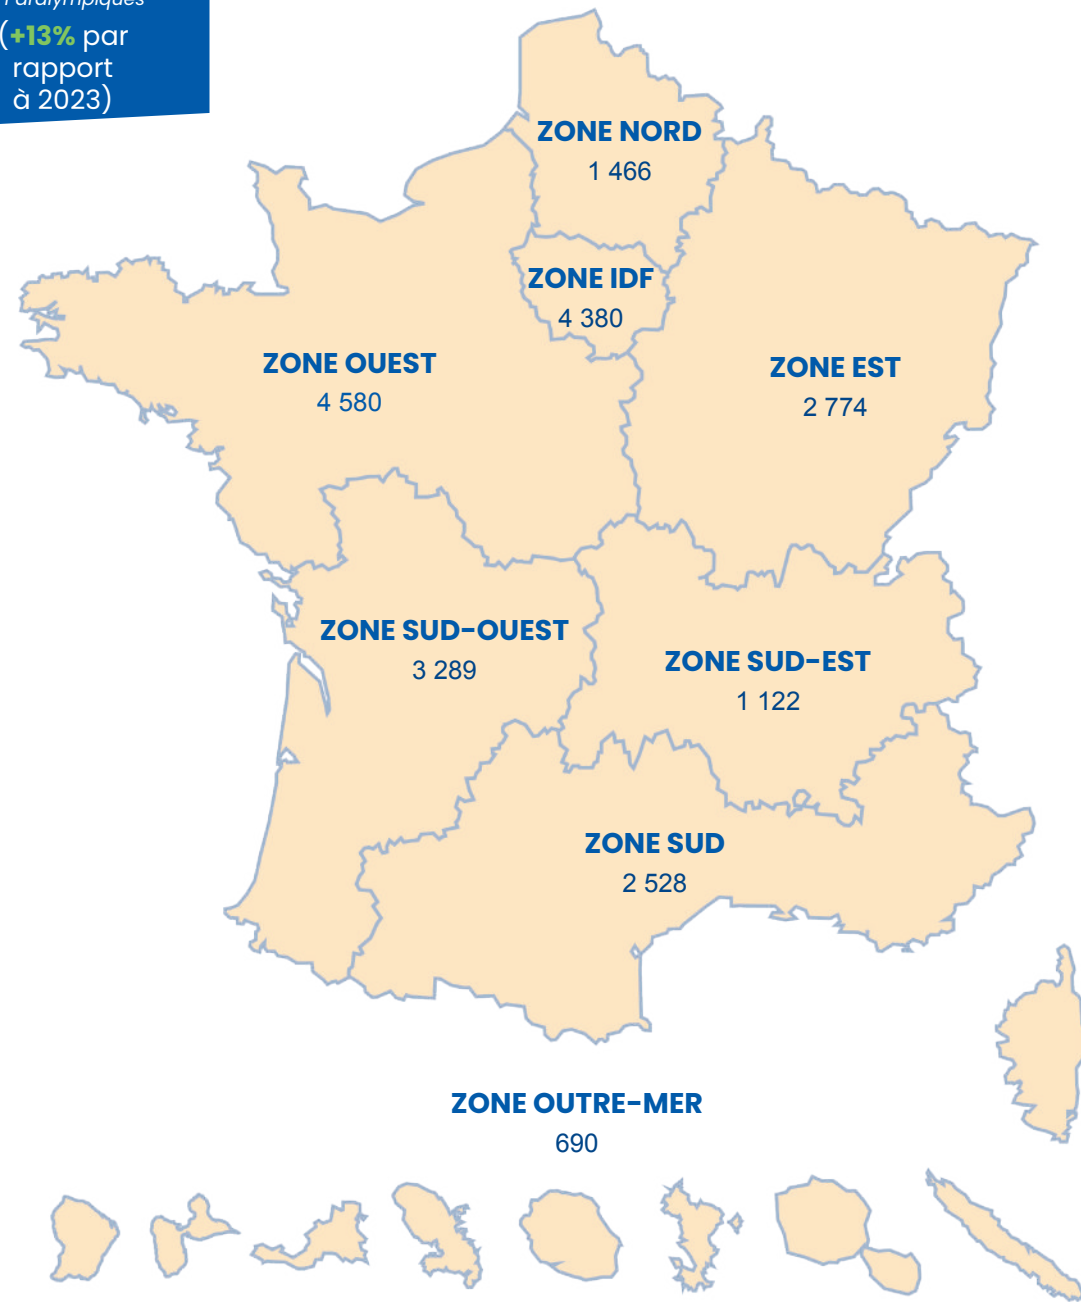 Paralympiques
(+13% par
rapport
à 2023)
ZONE NORD
1 466
ZONE IDF
4 380
ZONE OUEST
4 580
ZONE EST
2 774
ZONE SUD-OUEST
3 289
ZONE SUD-EST
1 122
ZONE SUD
2 528
ZONE OUTRE-MER
690